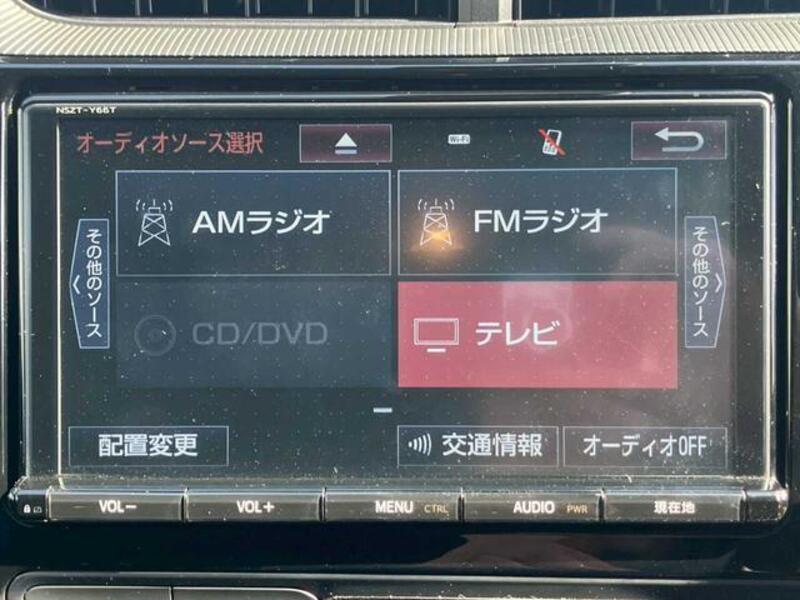 NSZT-Y66T
オーディオソース選択
Wi-Fi
AMラジオ
FMラジオ
その他のソース
その他のソース
CD/DVD
テレビ
配置変更
交通情報
オーディオOFF
VOL−
VOL+
MENU CTRL
AUDIO PWR
現在地